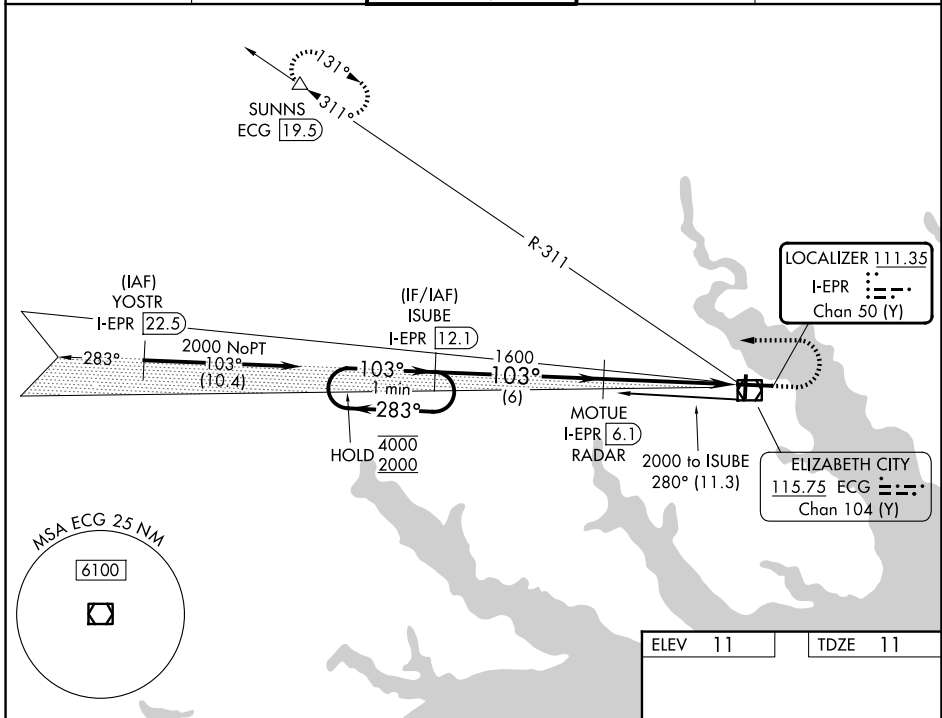 131°
311°
SUNNS
ECG 19.5
R-311
LOCALIZER 111.35
I-EPR
Chan 50 (Y)
(IAF)
YOSTR
I-EPR 22.5
(IF/IAF)
ISUBE
I-EPR 12.1
283°
2000 NoPT
103°
(10.4)
103°
1 min
283°
1600
103°
(6)
HOLD 4000
2000
MOTUE
I-EPR 6.1
RADAR
2000 to ISUBE
280° (11.3)
ELIZABETH CITY
115.75 ECG
Chan 104 (Y)
MSA ECG 25 NM
6100
ELEV 11
TDZE 11